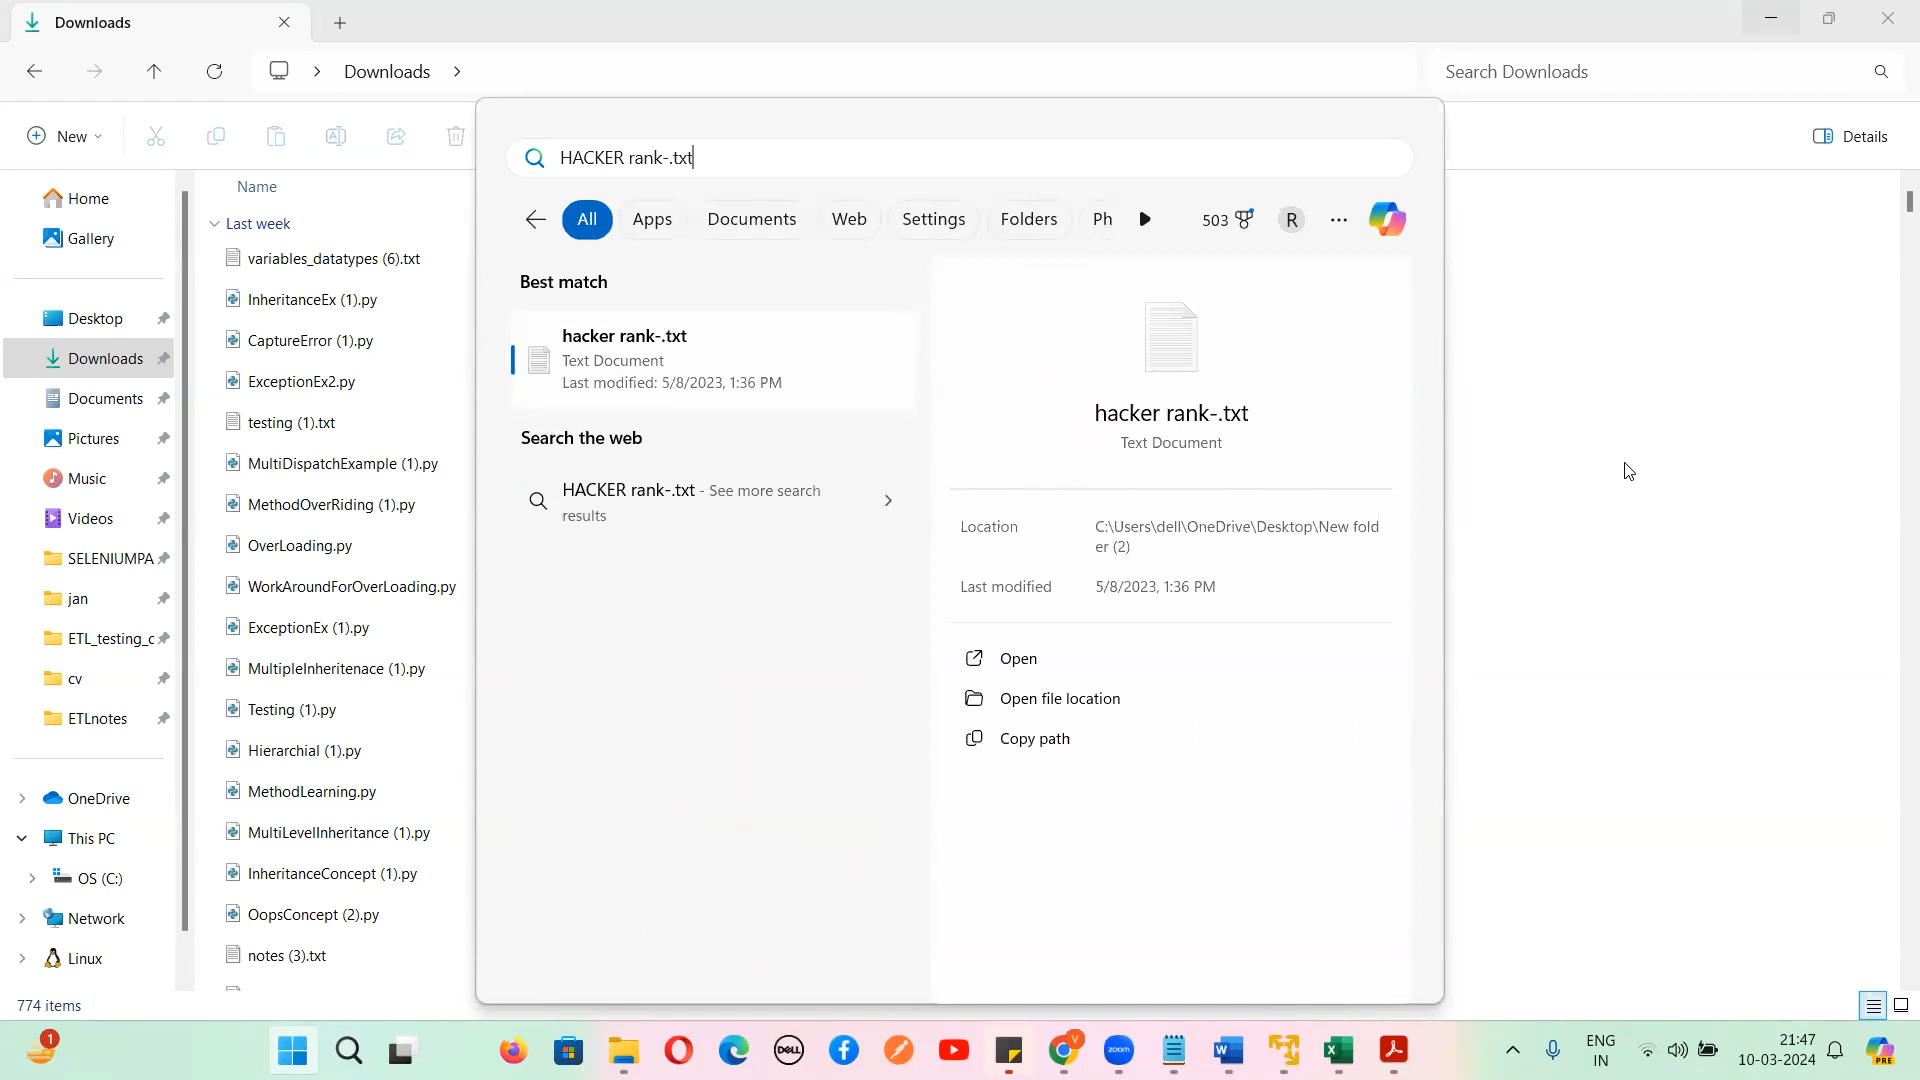 Downloads
Downloads
Search Downloads
New
Details
HACKER rank-.txt
All Apps Documents Web Settings Folders Ph 503 R
Home
Gallery
Desktop
Downloads
Documents
Pictures
Music
Videos
SELENIUMPA
jan
ETL_testing_c
cv
ETLnotes
OneDrive
This PC
OS (C:)
Network
Linux
774 items
Name
Last week
variables_datatypes (6).txt
InheritanceEx (1).py
CaptureError (1).py
ExceptionEx2.py
testing (1).txt
MultiDispatchExample (1).py
MethodOverRiding (1).py
OverLoading.py
WorkAroundForOverLoading.py
ExceptionEx (1).py
MultipleInheritenace (1).py
Testing (1).py
Hierarchial (1).py
MethodLearning.py
MultiLevelInheritance (1).py
InheritanceConcept (1).py
OopsConcept (2).py
notes (3).txt
Best match
hacker rank-.txt
Text Document
Last modified: 5/8/2023, 1:36 PM
Search the web
HACKER rank-.txt - See more search
results
hacker rank-.txt
Text Document
Location C:\Users\dell\OneDrive\Desktop\New fold
er (2)
Last modified 5/8/2023, 1:36 PM
Open
Open file location
Copy path
1
DELL
V
zoom
ENG
IN
21:47
10-03-2024
PRE